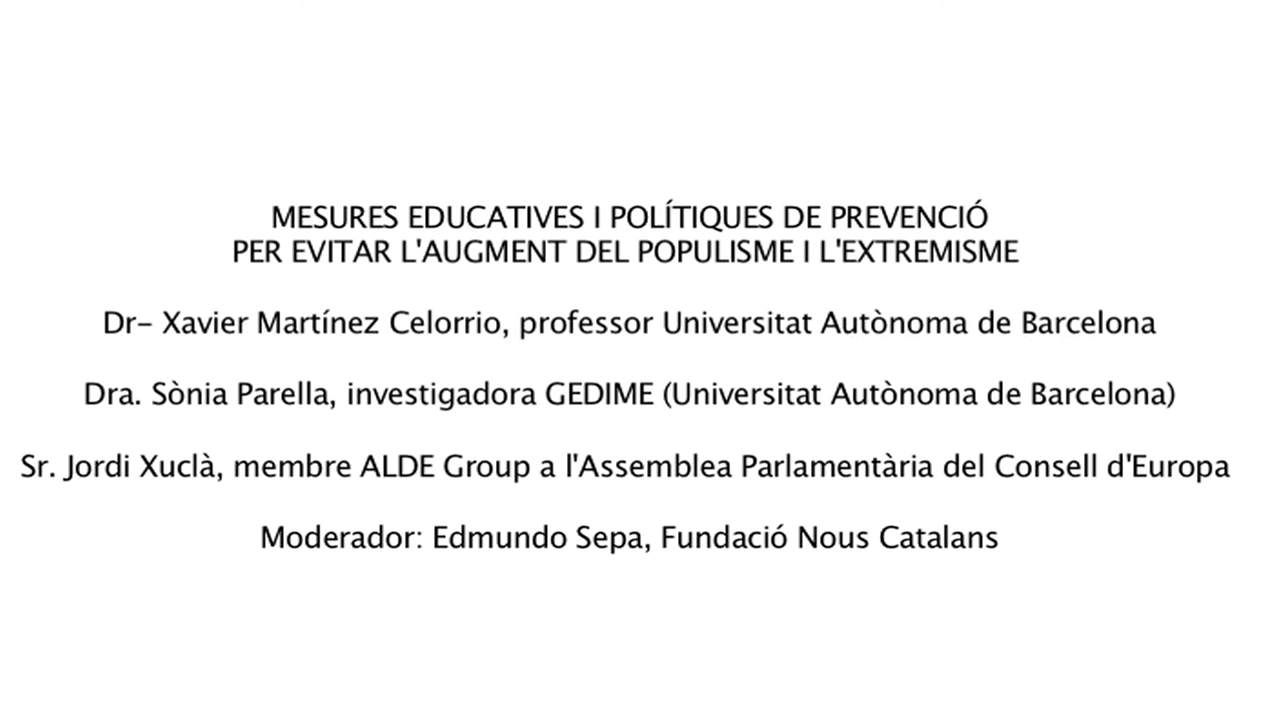 MESURES EDUCATIVES I POLÍTIQUES DE PREVENCIÓ
PER EVITAR L'AUGMENT DEL POPULISME I L'EXTREMISME
Dr- Xavier Martínez Celorrio, professor Universitat Autònoma de Barcelona
Dra. Sònia Parella, investigadora GEDIME (Universitat Autònoma de Barcelona)
Sr. Jordi Xuclà, membre ALDE Group a l'Assemblea Parlamentària del Consell d'Europa
Moderador: Edmundo Sepa, Fundació Nous Catalans